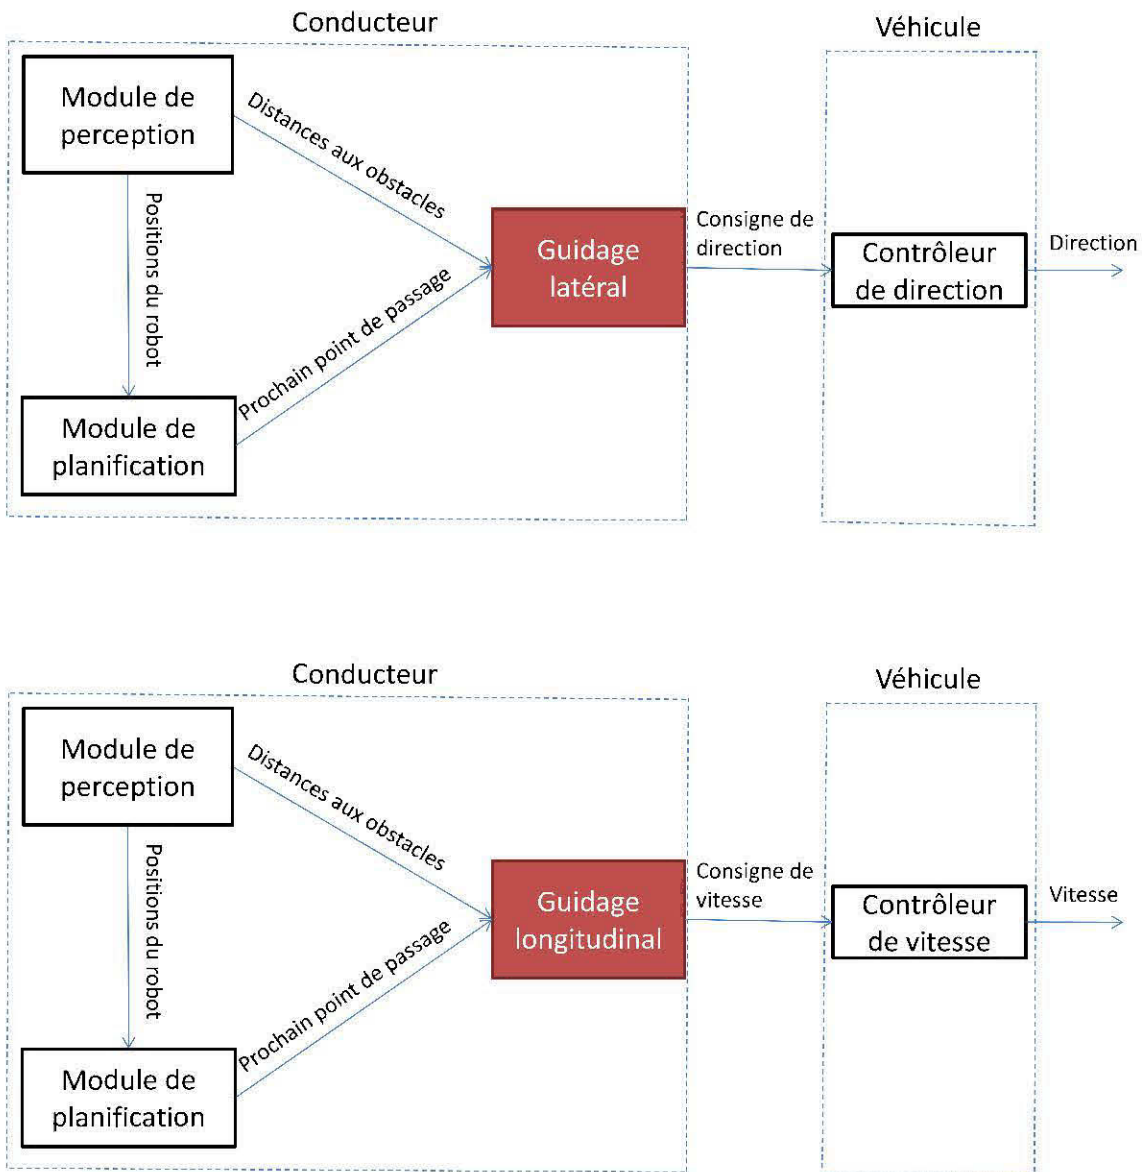 Conducteur
Véhicule
Module de
perception
Distances aux obstacles
Positions du robot
Guidage
latéral
Consigne de
direction
Contrôleur
de direction
Direction
Prochain point de passage
Module de
planification
Conducteur
Véhicule
Module de
perception
Distances aux obstacles
Positions du robot
Guidage
longitudinal
Consigne de
vitesse
Contrôleur
de vitesse
Vitesse
Prochain point de passage
Module de
planification